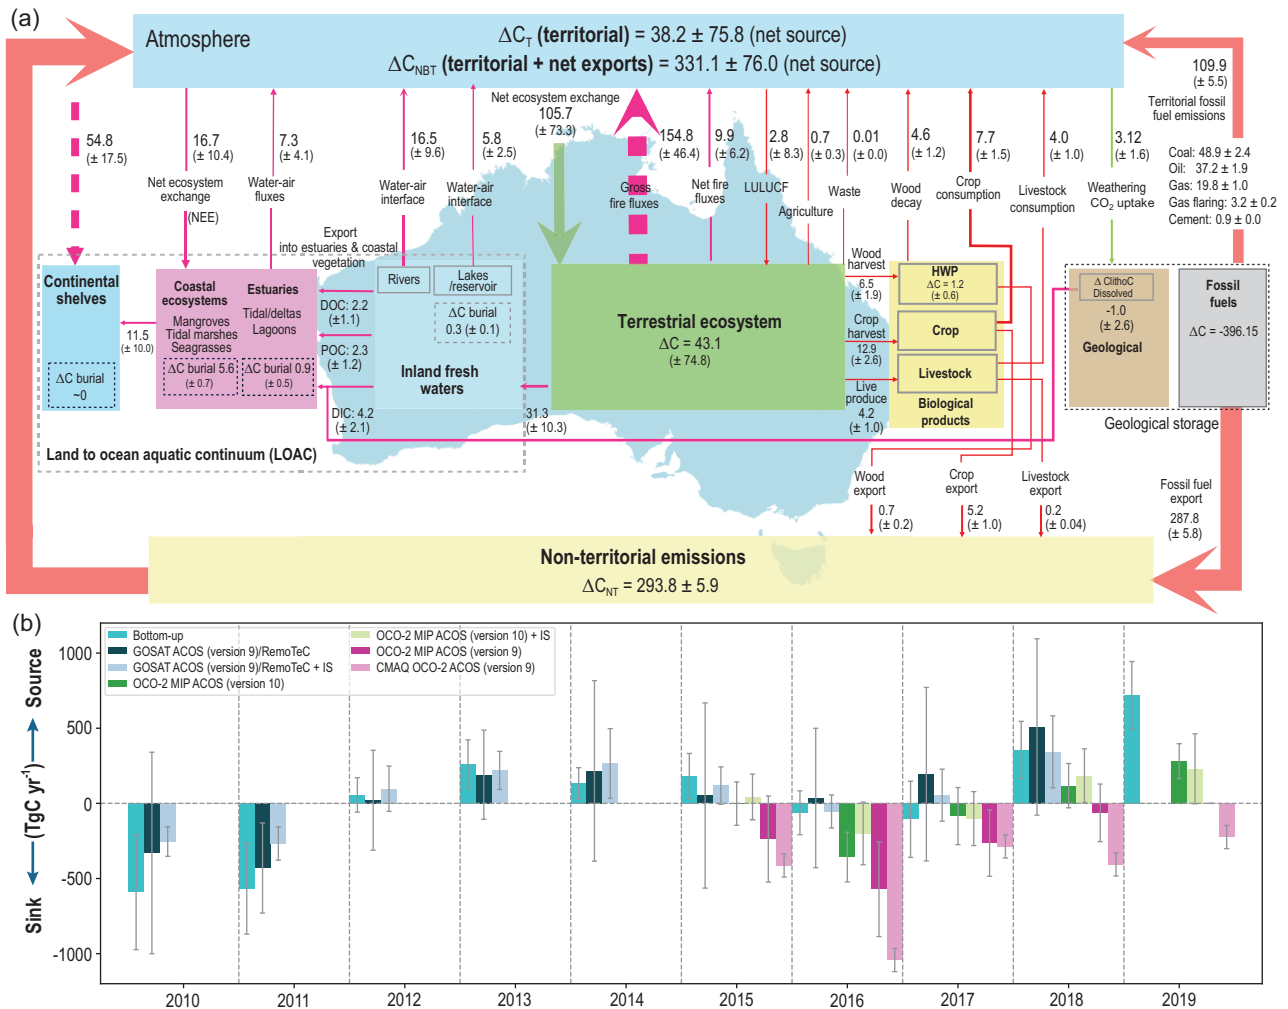 (a)
Atmosphere
ΔC_T (territorial) = 38.2 ± 75.8 (net source)
ΔC_NBT (territorial + net exports) = 331.1 ± 76.0 (net source)
54.8
(± 17.5)
16.7
(± 10.4)
Net ecosystem
exchange
(NEE)
7.3
(± 4.1)
Water-air
fluxes
16.5
(± 9.6)
Water-air
interface
5.8
(± 2.5)
Water-air
interface
Net ecosystem exchange
105.7
(± 73.3)
154.8
(± 46.4)
Gross
fire fluxes
9.9
(± 6.2)
Net fire
fluxes
2.8
(± 8.3)
LULUCF
0.7
(± 0.3)
Agriculture
0.01
(± 0.0)
Waste
4.6
(± 1.2)
Wood
decay
7.7
(± 1.5)
Crop
consumption
4.0
(± 1.0)
Livestock
consumption
3.12
(± 1.6)
Weathering
CO2 uptake
109.9
(± 5.5)
Territorial fossil
fuel emissions
Coal: 48.9 ± 2.4
Oil: 37.2 ± 1.9
Gas: 19.8 ± 1.0
Gas flaring: 3.2 ± 0.2
Cement: 0.9 ± 0.0
Export
into estuaries & coastal
vegetation
Continental
shelves
ΔC burial
~0
11.5
(± 10.0)
Coastal
ecosystems
Mangroves
Tidal marshes
Seagrasses
ΔC burial 5.6
(± 0.7)
Estuaries
Tidal/deltas
Lagoons
ΔC burial 0.9
(± 0.5)
DOC: 2.2
(±1.1)
POC: 2.3
(± 1.2)
DIC: 4.2
(± 2.1)
Rivers
Lakes
/reservoir
ΔC burial
0.3 (± 0.1)
Inland fresh
waters
31.3
(± 10.3)
Land to ocean aquatic continuum (LOAC)
Terrestrial ecosystem
ΔC = 43.1
(± 74.8)
Wood
harvest
6.5
(± 1.9)
Crop
harvest
12.9
(± 2.6)
Live
produce
4.2
(± 1.0)
HWP
ΔC = 1.2
(± 0.6)
Crop
Livestock
Biological
products
Δ ClithoC
Dissolved
-1.0
(± 2.6)
Geological
Fossil
fuels
ΔC = -396.15
Geological storage
Wood
export
0.7
(± 0.2)
Crop
export
5.2
(± 1.0)
Livestock
export
0.2
(± 0.04)
Fossil fuel
export
287.8
(± 5.8)
Non-territorial emissions
ΔC_NT = 293.8 ± 5.9
(b)
Bottom-up
GOSAT ACOS (version 9)/RemoTeC
GOSAT ACOS (version 9)/RemoTeC + IS
OCO-2 MIP ACOS (version 10)
OCO-2 MIP ACOS (version 10) + IS
OCO-2 MIP ACOS (version 9)
CMAQ OCO-2 ACOS (version 9)
Sink (TgC yr⁻¹) Source
1000
500
0
-500
-1000
2010 2011 2012 2013 2014 2015 2016 2017 2018 2019